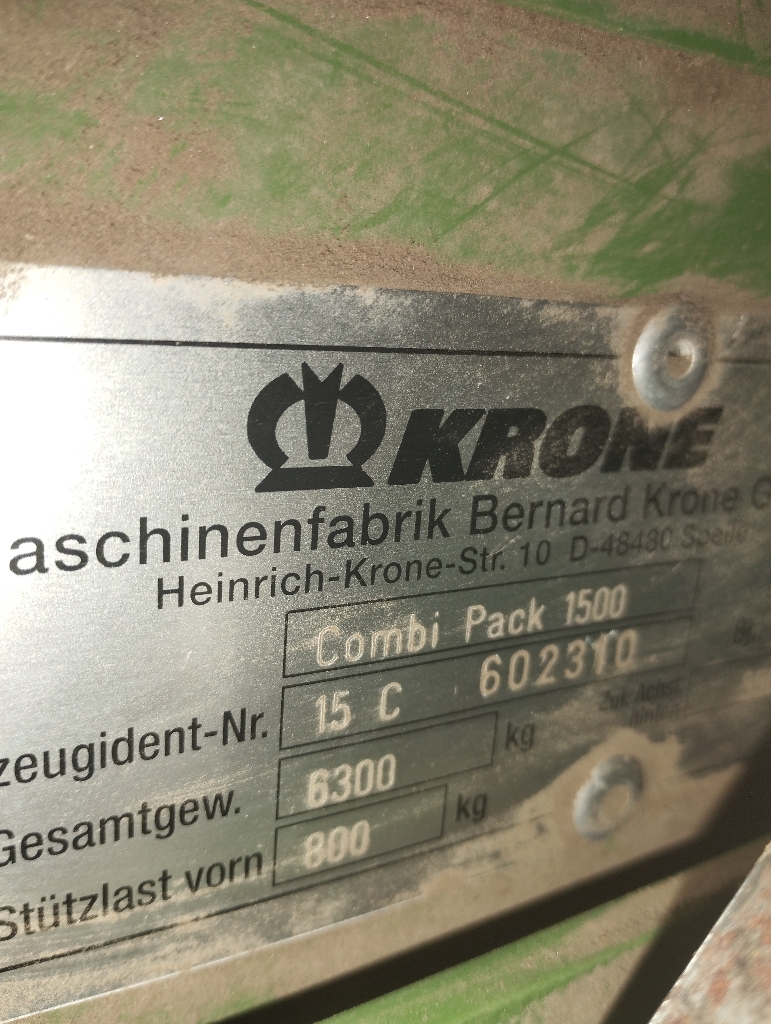 KRONE
aschinenfabrik Bernard Krone G
Heinrich-Krone-Str. 10 D-48480 Spelle
Combi Pack 1500
zeugident-Nr. 15 C 602310
Gesamtgew. 6300 kg
Stützlast vorn 800 kg